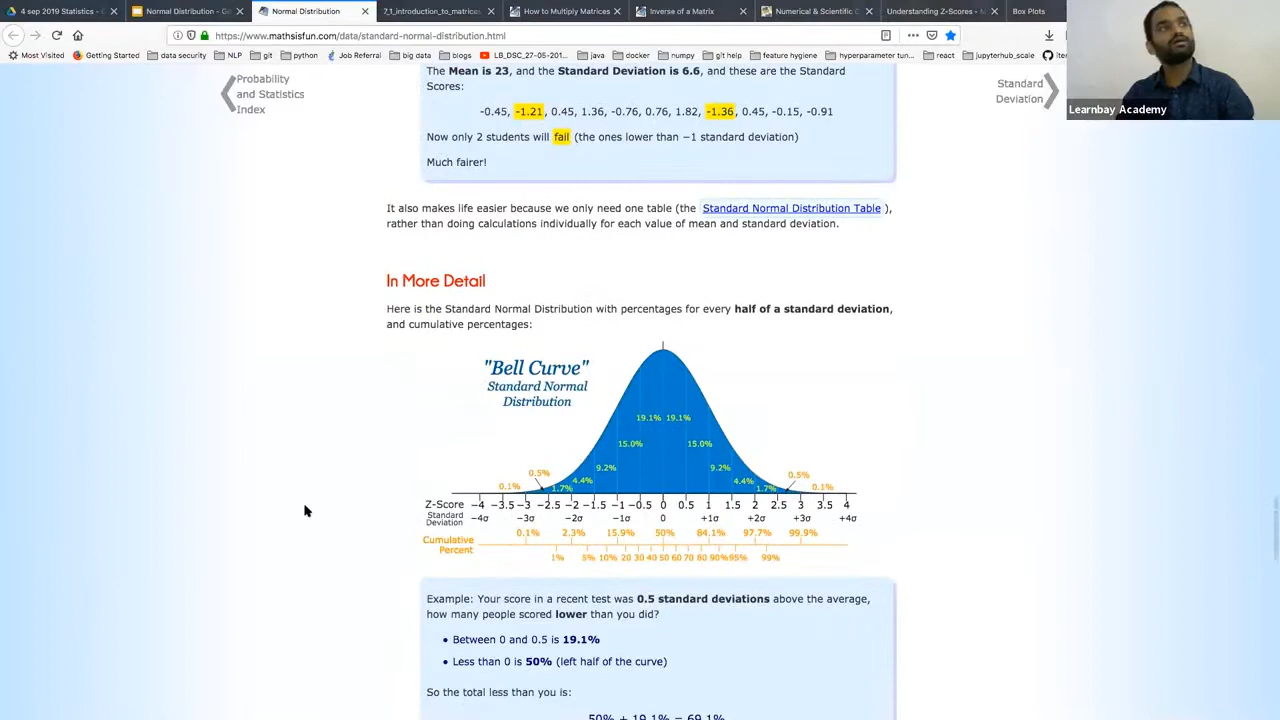 4 sep 2019 Statistics - G
Normal Distribution - Ge
Normal Distribution
7_1_introduction_to_matrices
How to Multiply Matrices
Inverse of a Matrix
Numerical & Scientific C
Understanding Z-Scores - M
Box Plots
https://www.mathsisfun.com/data/standard-normal-distribution.html
Most Visited
Getting Started
data security
NLP
git
python
Job Referral
big data
blogs
LB_DSC_27-05-201...
java
docker
numpy
git help
feature hygiene
hyperparameter tun...
react
jupyterhub_scale
iter
Learnbay Academy
Probability
and Statistics
Index
Standard
Deviation
The Mean is 23, and the Standard Deviation is 6.6, and these are the Standard
Scores:
-0.45, -1.21, 0.45, 1.36, -0.76, 0.76, 1.82, -1.36, 0.45, -0.15, -0.91
Now only 2 students will fail (the ones lower than −1 standard deviation)
Much fairer!
It also makes life easier because we only need one table (the Standard Normal Distribution Table ),
rather than doing calculations individually for each value of mean and standard deviation.
In More Detail
Here is the Standard Normal Distribution with percentages for every half of a standard deviation,
and cumulative percentages:
"Bell Curve"
Standard Normal
Distribution
19.1% 19.1%
15.0% 15.0%
9.2% 9.2%
0.5% 0.5%
4.4% 4.4%
0.1% 1.7% 1.7% 0.1%
Z-Score −4 −3.5 −3 −2.5 −2 −1.5 −1 −0.5 0 0.5 1 1.5 2 2.5 3 3.5 4
Standard
Deviation −4σ −3σ −2σ −1σ 0 +1σ +2σ +3σ +4σ
0.1% 2.3% 15.9% 50% 84.1% 97.7% 99.9%
Cumulative
Percent
1% 5% 10% 20 30 40 50 60 70 80 90% 95% 99%
Example: Your score in a recent test was 0.5 standard deviations above the average,
how many people scored lower than you did?
• Between 0 and 0.5 is 19.1%
• Less than 0 is 50% (left half of the curve)
So the total less than you is:
50% + 19.1% = 69.1%